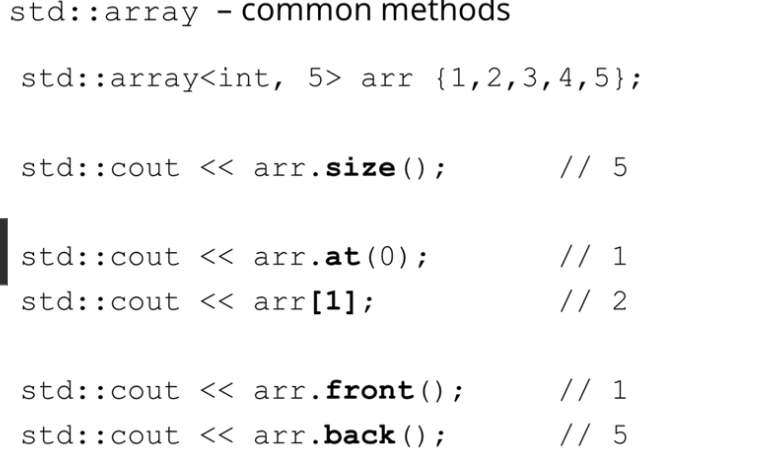 std::array – common methods
std::array<int, 5> arr {1,2,3,4,5};
std::cout << arr.size(); // 5
std::cout << arr.at(0); // 1
std::cout << arr[1]; // 2
std::cout << arr.front(); // 1
std::cout << arr.back(); // 5